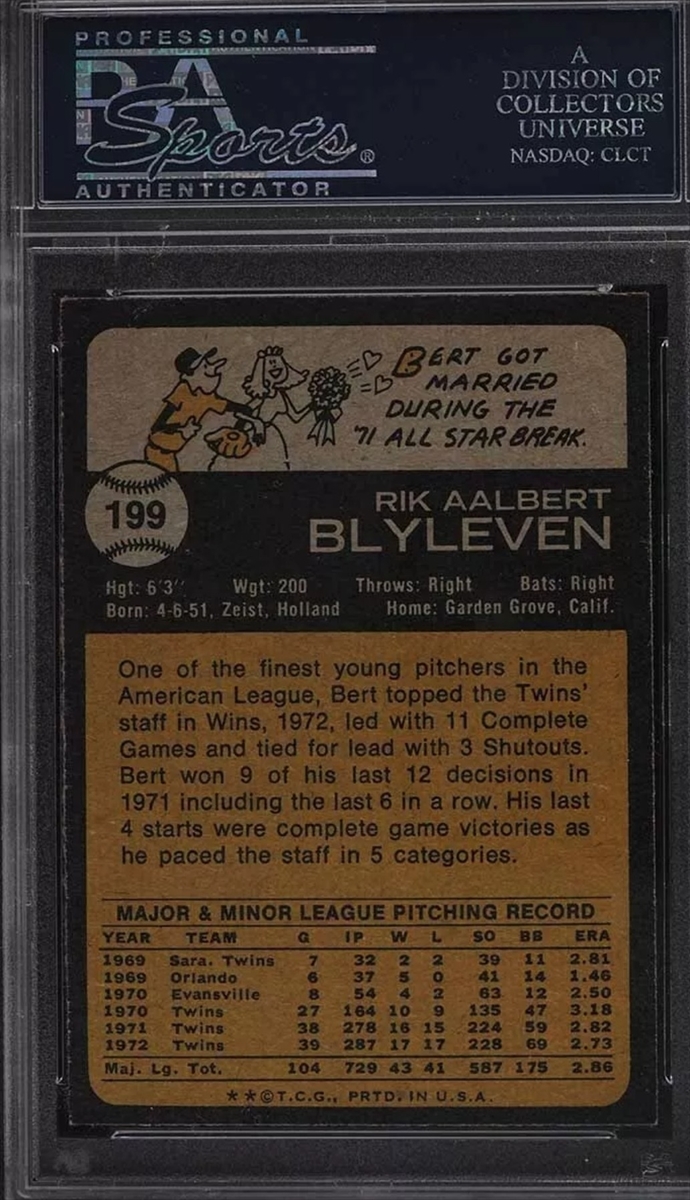 PROFESSIONAL
PSA
Sports®
AUTHENTICATOR
A
DIVISION OF
COLLECTORS
UNIVERSE
NASDAQ: CLCT
BERT GOT
MARRIED
DURING THE
'71 ALL STAR BREAK.
199
RIK AALBERT
BLYLEVEN
Hgt: 6'3" Wgt: 200 Throws: Right Bats: Right
Born: 4-6-51, Zeist, Holland Home: Garden Grove, Calif.
One of the finest young pitchers in the
American League, Bert topped the Twins'
staff in Wins, 1972, led with 11 Complete
Games and tied for lead with 3 Shutouts.
Bert won 9 of his last 12 decisions in
1971 including the last 6 in a row. His last
4 starts were complete game victories as
he paced the staff in 5 categories.
MAJOR & MINOR LEAGUE PITCHING RECORD
YEAR TEAM G IP W L SO BB ERA
1969 Sara. Twins 7 32 2 2 39 11 2.81
1969 Orlando 6 37 5 0 41 14 1.46
1970 Evansville 8 54 4 2 63 12 2.50
1970 Twins 27 164 10 9 135 47 3.18
1971 Twins 38 278 16 15 224 59 2.82
1972 Twins 39 287 17 17 228 69 2.73
Maj. Lg. Tot. 104 729 43 41 587 175 2.86
**©T.C.G., PRTD. IN U.S.A.